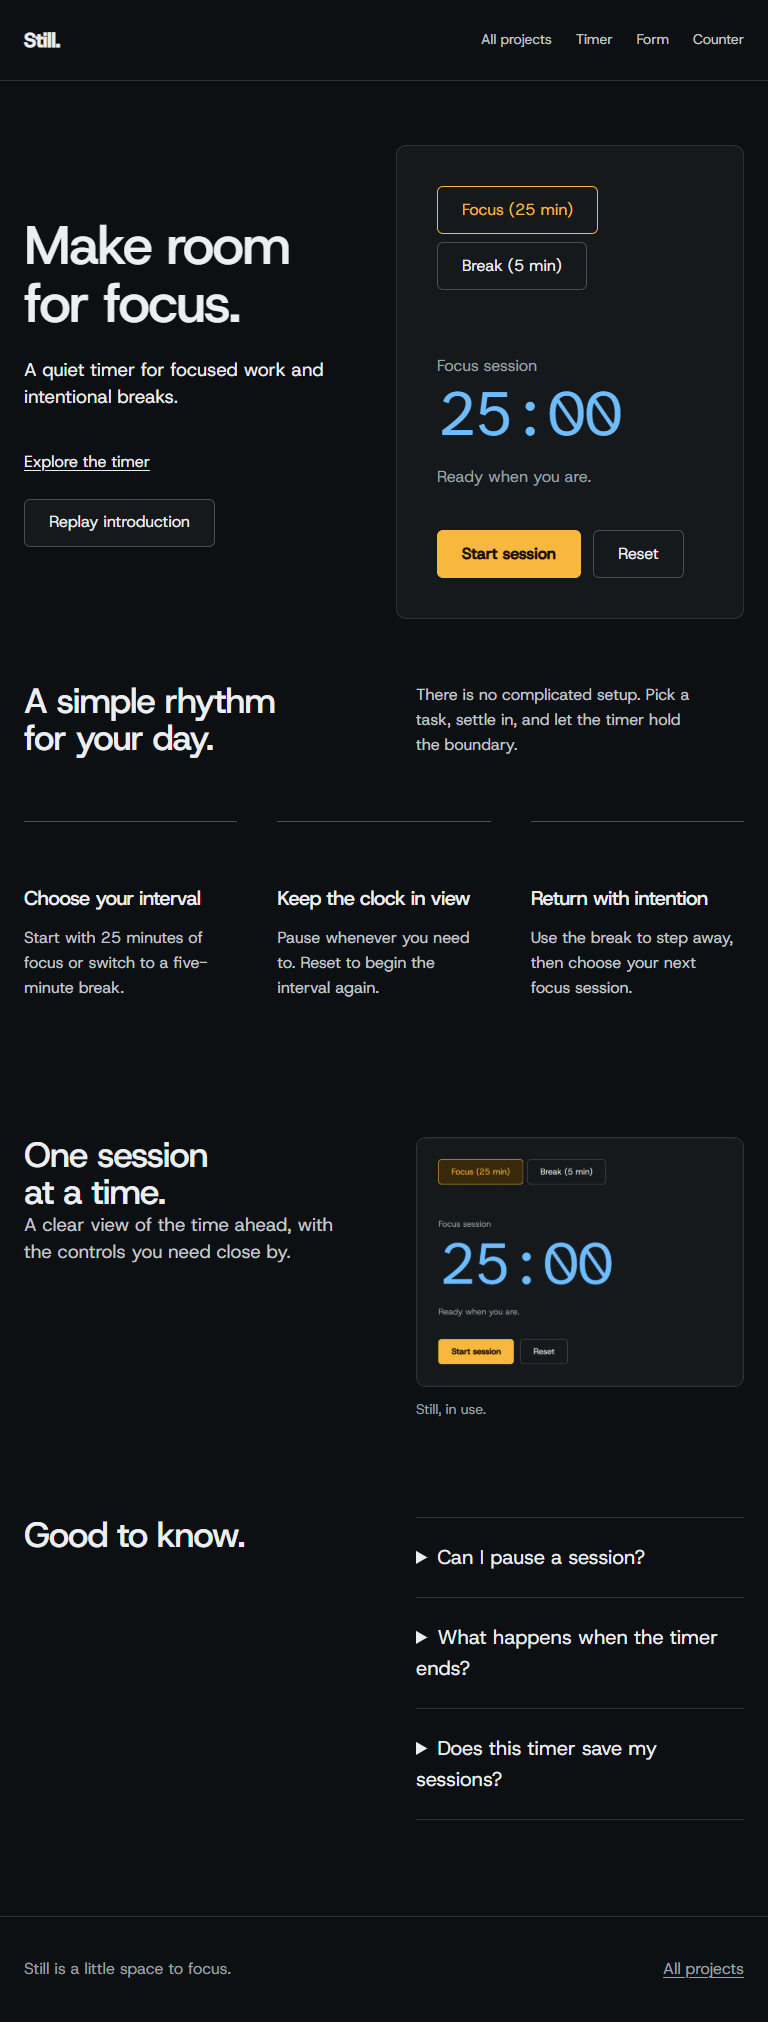 Still.
All projects
Timer
Form
Counter
Make room
for focus.
A quiet timer for focused work and
intentional breaks.
Explore the timer
Replay introduction
Focus (25 min)
Break (5 min)
Focus session
25:00
Ready when you are.
Start session
Reset
A simple rhythm
for your day.
There is no complicated setup. Pick a
task, settle in, and let the timer hold
the boundary.
Choose your interval
Start with 25 minutes of
focus or switch to a five-
minute break.
Keep the clock in view
Pause whenever you need
to. Reset to begin the
interval again.
Return with intention
Use the break to step away,
then choose your next
focus session.
One session
at a time.
A clear view of the time ahead, with
the controls you need close by.
Focus (25 min)
Break (5 min)
Focus session
25:00
Ready when you are.
Start session
Reset
Still, in use.
Good to know.
Can I pause a session?
What happens when the timer
ends?
Does this timer save my
sessions?
Still is a little space to focus.
All projects